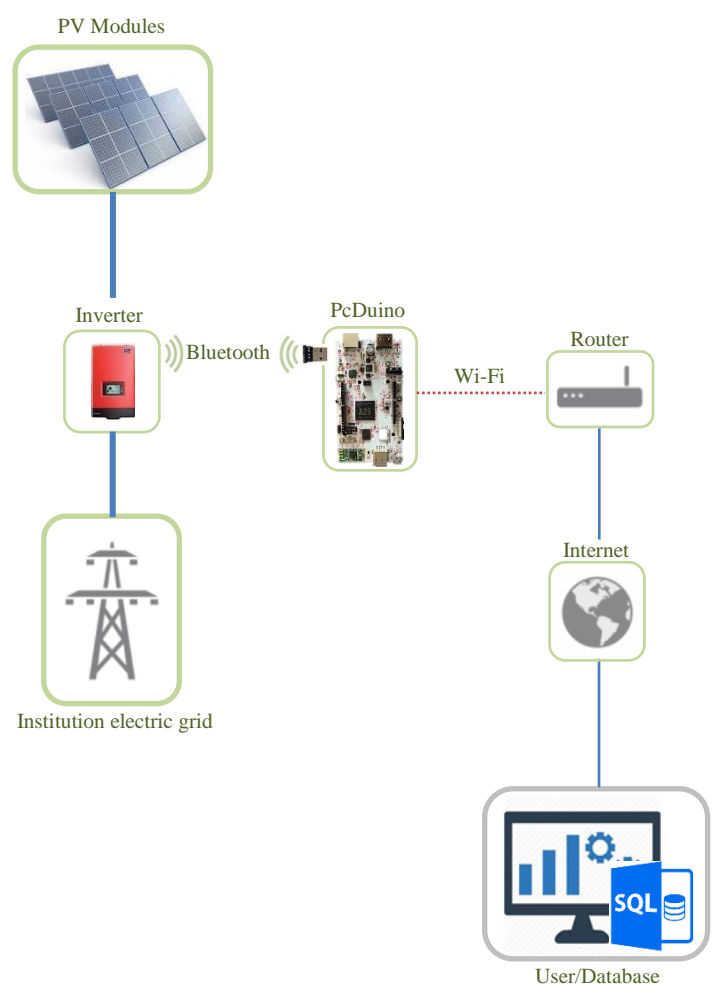 PV Modules
Inverter
Bluetooth
PcDuino
Wi-Fi
Router
Internet
Institution electric grid
SQL
User/Database